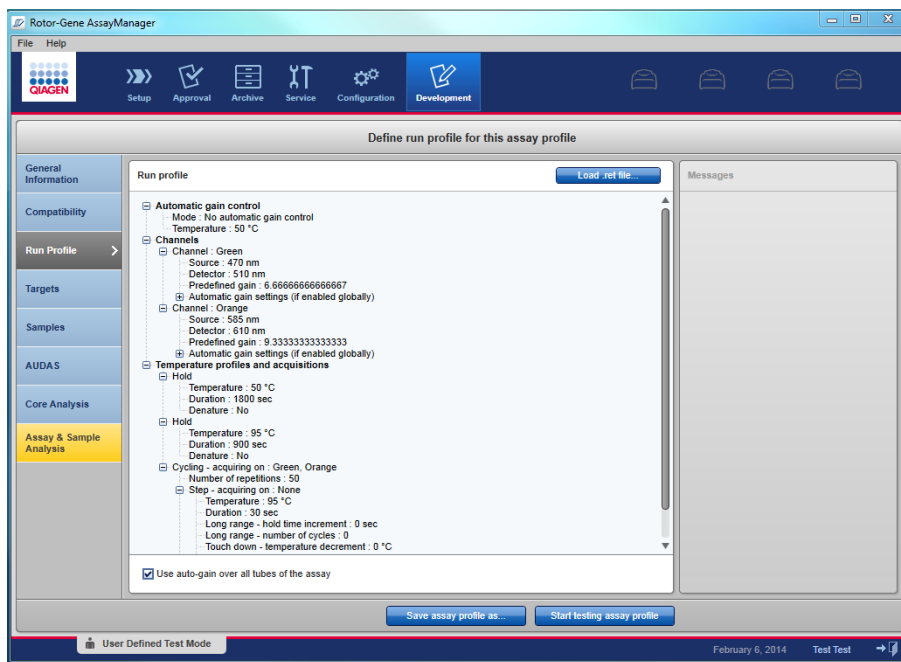 Rotor-Gene AssayManager
File Help
QIAGEN
Setup Approval Archive Service Configuration Development
Define run profile for this assay profile
General Information
Compatibility
Run Profile
Targets
Samples
AUDAS
Core Analysis
Assay & Sample Analysis
Run profile
Load .ret file...
Automatic gain control
Mode : No automatic gain control
Temperature : 50 °C
Channels
Channel : Green
Source : 470 nm
Detector : 510 nm
Predefined gain : 6.66666666666667
Automatic gain settings (if enabled globally)
Channel : Orange
Source : 585 nm
Detector : 610 nm
Predefined gain : 9.33333333333333
Automatic gain settings (if enabled globally)
Temperature profiles and acquisitions
Hold
Temperature : 50 °C
Duration : 1800 sec
Denature : No
Hold
Temperature : 95 °C
Duration : 900 sec
Denature : No
Cycling - acquiring on : Green, Orange
Number of repetitions : 50
Step - acquiring on : None
Temperature : 95 °C
Duration : 30 sec
Long range - hold time increment : 0 sec
Long range - number of cycles : 0
Touch down - temperature decrement : 0 °C
Use auto-gain over all tubes of the assay
Messages
Save assay profile as...
Start testing assay profile
User Defined Test Mode
February 6, 2014
Test Test